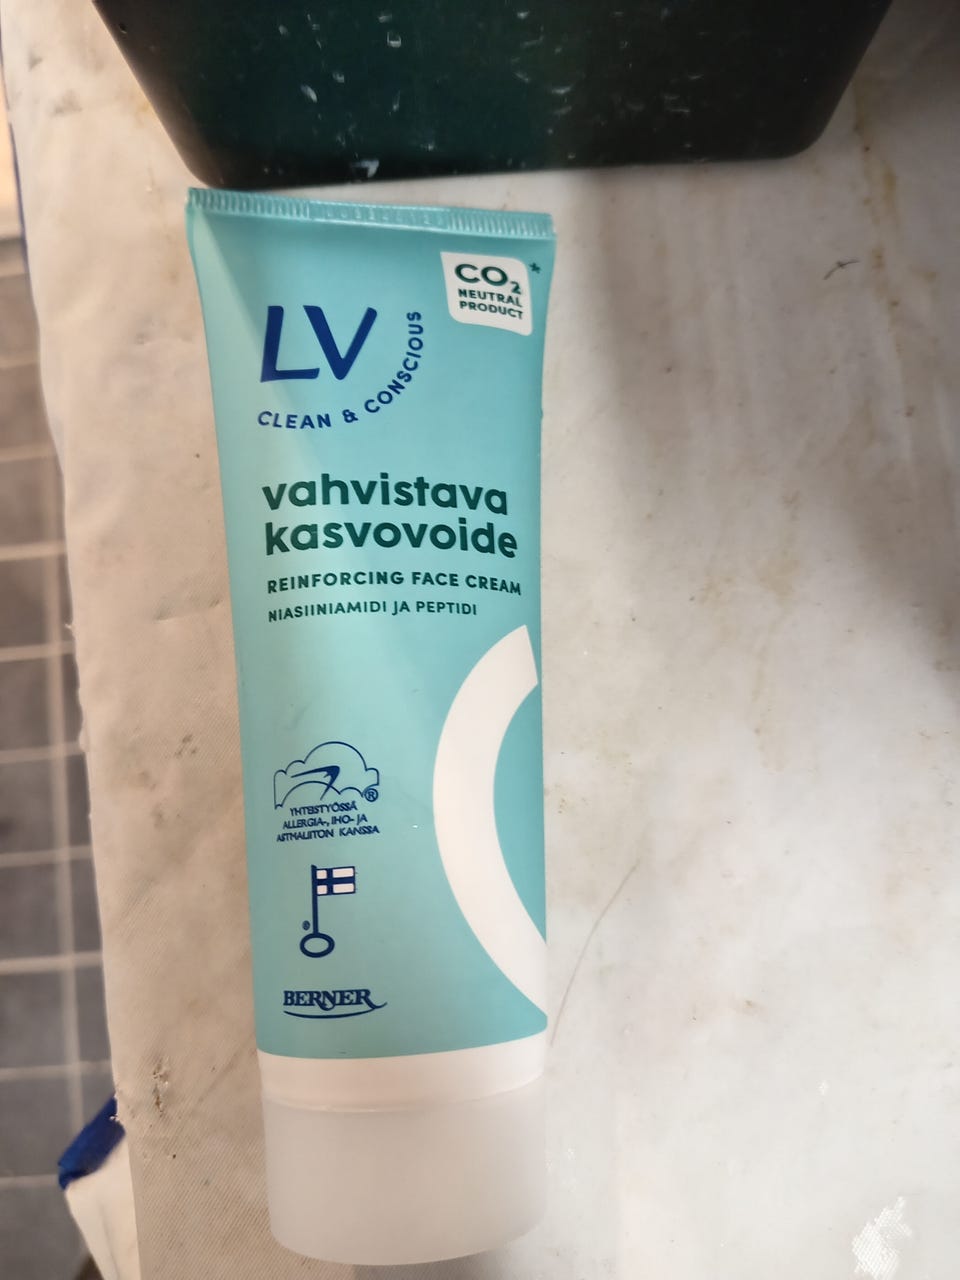 CO₂*
NEUTRAL
PRODUCT
LV
CLEAN & CONSCIOUS
vahvistava
kasvovoide
REINFORCING FACE CREAM
NIASIINIAMIDI JA PEPTIDI
®
YHTEISTYÖSSÄ
ALLERGIA-, IHO- JA
ASTMALIITON KANSSA
®
BERNER